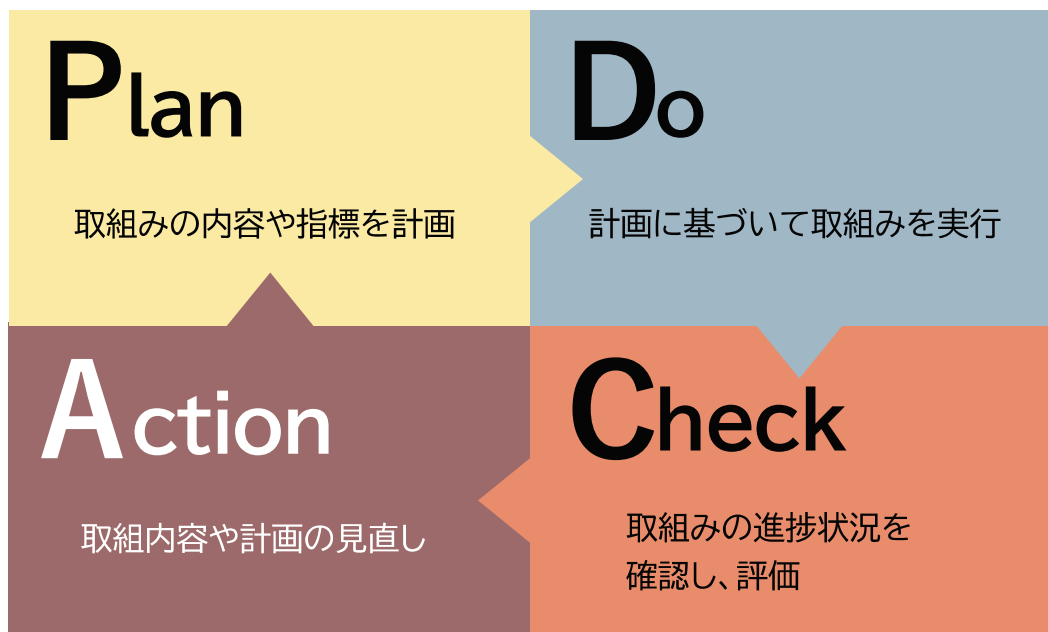 Plan
取組みの内容や指標を計画
Do
計画に基づいて取組みを実行
Action
取組内容や計画の見直し
Check
取組みの進捗状況を
確認し、評価